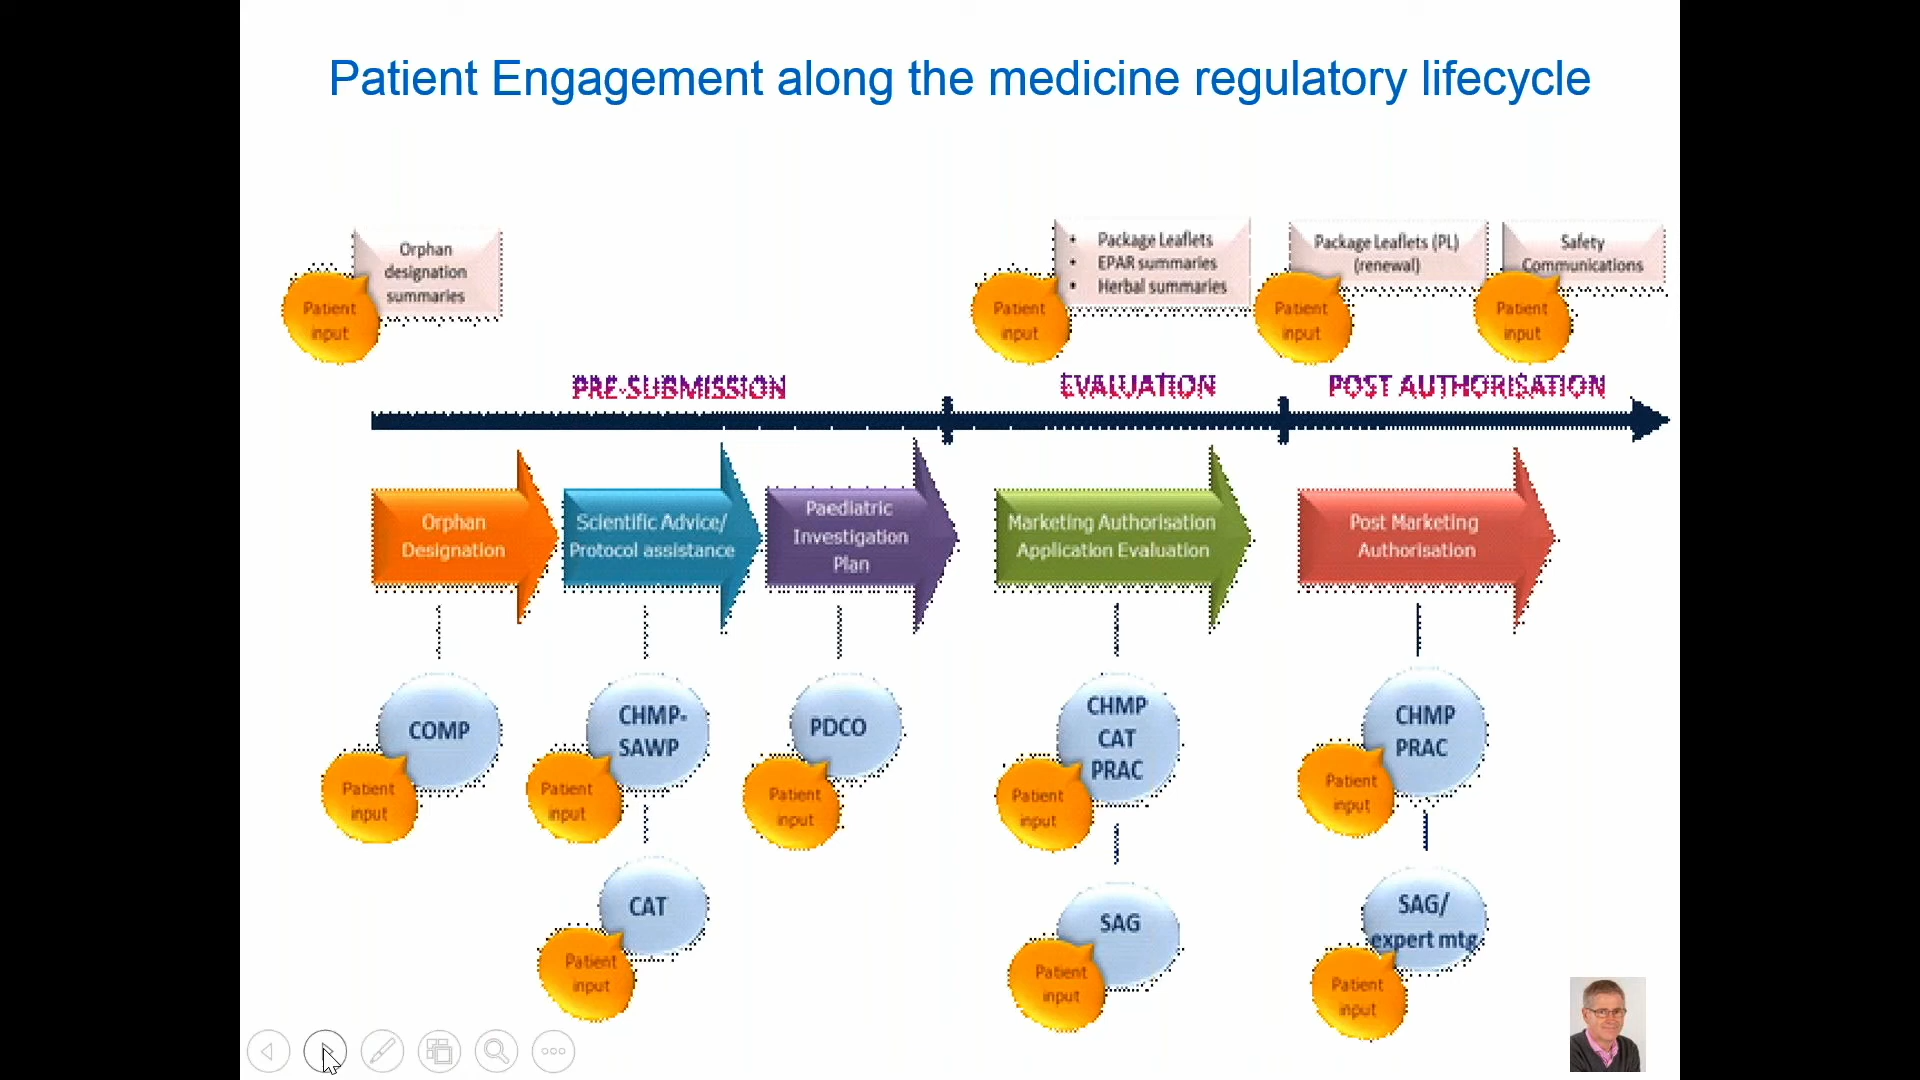 Patient Engagement along the medicine regulatory lifecycle
Orphan
designation
summaries
Patient
input
• Package Leaflets
• EPAR summaries
• Herbal summaries
Patient
input
Package Leaflets (PL)
(renewal)
Patient
input
Safety
Communications
Patient
input
PRE-SUBMISSION
EVALUATION
POST AUTHORISATION
Orphan
Designation
Scientific Advice/
Protocol assistance
Paediatric
Investigation
Plan
Marketing Authorisation
Application Evaluation
Post Marketing
Authorisation
COMP
Patient
input
CHMP-
SAWP
Patient
input
PDCO
Patient
input
CHMP
CAT
PRAC
Patient
input
CHMP
PRAC
Patient
input
CAT
Patient
input
SAG
Patient
input
SAG/
expert mtg
Patient
input